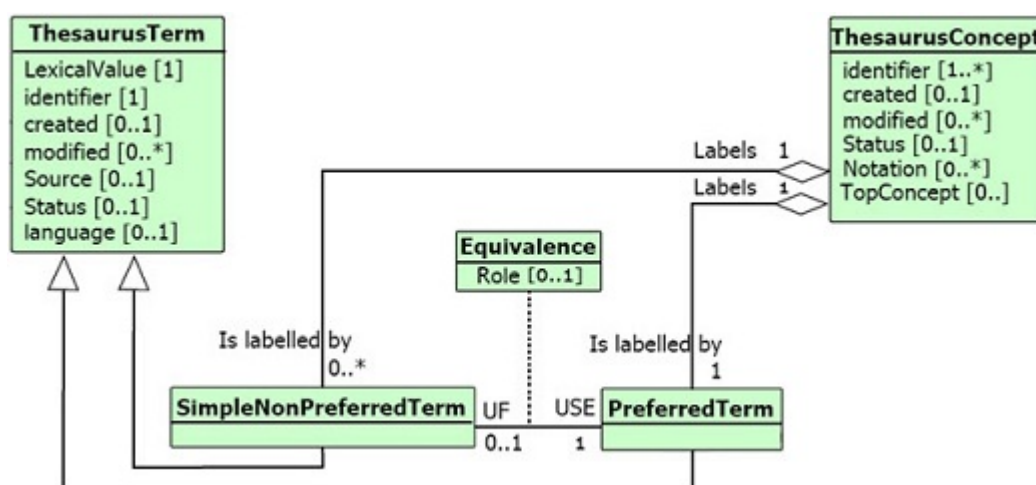 ThesaurusTerm
LexicalValue [1]
identifier [1]
created [0..1]
modified [0..*]
Source [0..1]
Status [0..1]
language [0..1]
ThesaurusConcept
identifier [1..*]
created [0..1]
modified [0..*]
Status [0..1]
Notation [0..*]
TopConcept [0..]
Labels 1
Labels 1
Equivalence
Role [0..1]
Is labelled by
0..*
Is labelled by
1
SimpleNonPreferredTerm
UF
0..1
USE
1
PreferredTerm